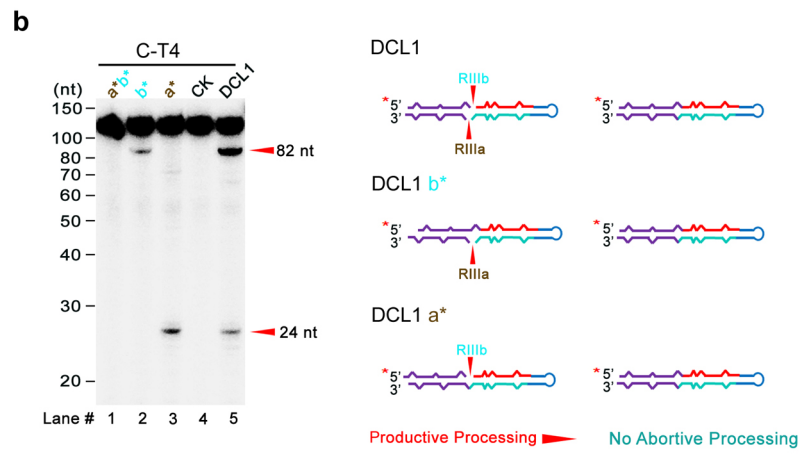 b
C-T4
(nt)
a* b*
b*
a*
CK
DCL1
150
100
80
70
60
50
40
30
20
82 nt
24 nt
Lane # 1 2 3 4 5
DCL1
RIIIb
* 5'
3'
RIIIa
* 5'
3'
DCL1 b*
* 5'
3'
RIIIa
* 5'
3'
DCL1 a*
RIIIb
* 5'
3'
* 5'
3'
Productive Processing
No Abortive Processing